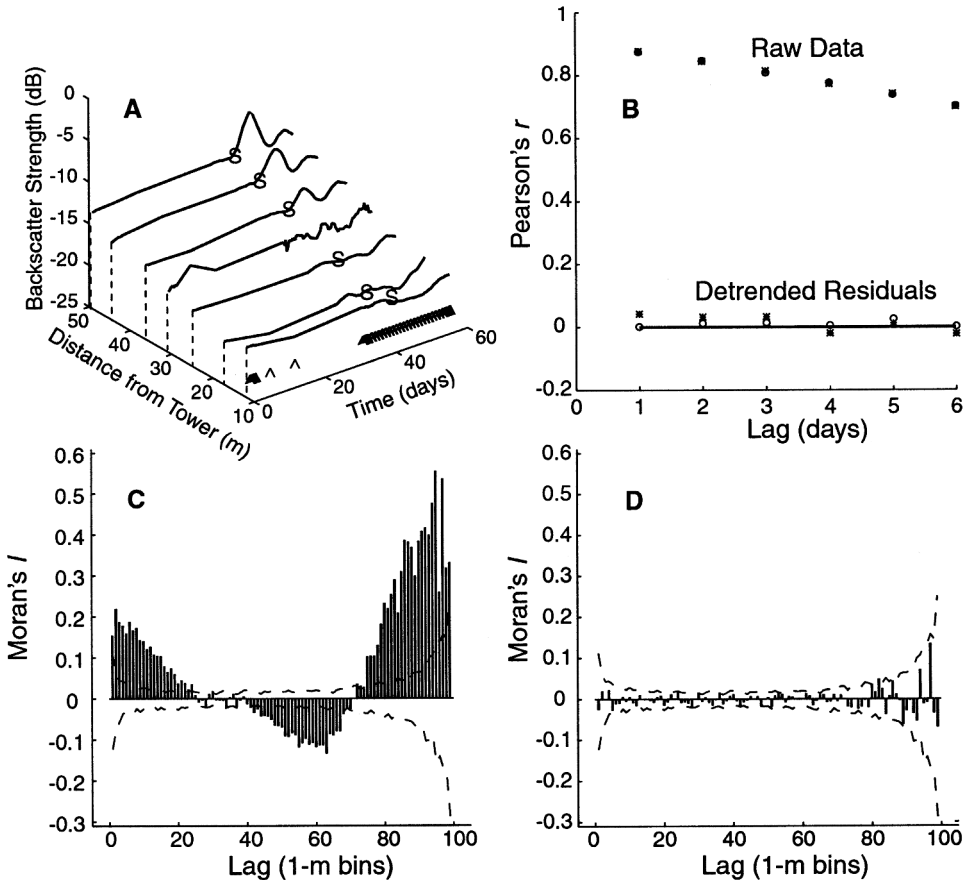 A
Backscatter Strength (dB)
0
-5
-10
-15
-20
-25
S
S
S
S
S
S
50
40
30
20
10
Distance from Tower (m)
0
20
40
60
Time (days)
^ ^
B
Raw Data
Detrended Residuals
Pearson's r
1
0.8
0.6
0.4
0.2
0
-0.2
0 1 2 3 4 5 6
Lag (days)
C
Moran's I
0.6
0.5
0.4
0.3
0.2
0.1
0
-0.1
-0.2
-0.3
0 20 40 60 80 100
Lag (1-m bins)
D
Moran's I
0.6
0.5
0.4
0.3
0.2
0.1
0
-0.1
-0.2
-0.3
0 20 40 60 80 100
Lag (1-m bins)